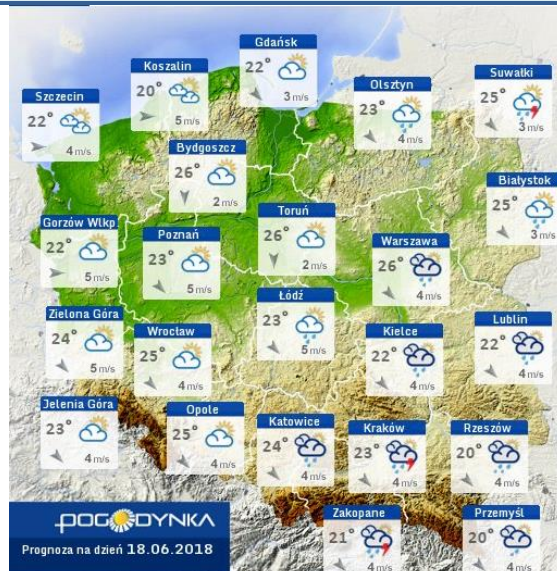 Gdańsk
22°
3 m/s
Koszalin
20°
5 m/s
Suwałki
25°
3 m/s
Olsztyn
23°
4 m/s
Szczecin
22°
4 m/s
Bydgoszcz
26°
2 m/s
Białystok
25°
3 m/s
Toruń
26°
2 m/s
Gorzów Wlkp
22°
5 m/s
Poznań
23°
5 m/s
Warszawa
26°
4 m/s
Łódź
23°
5 m/s
Zielona Góra
24°
5 m/s
Wrocław
25°
4 m/s
Kielce
22°
4 m/s
Lublin
22°
4 m/s
Jelenia Góra
23°
4 m/s
Opole
25°
4 m/s
Katowice
24°
4 m/s
Kraków
23°
4 m/s
Rzeszów
20°
4 m/s
Zakopane
21°
4 m/s
Przemyśl
20°
4 m/s
POGODYNKA
Prognoza na dzień 18.06.2018